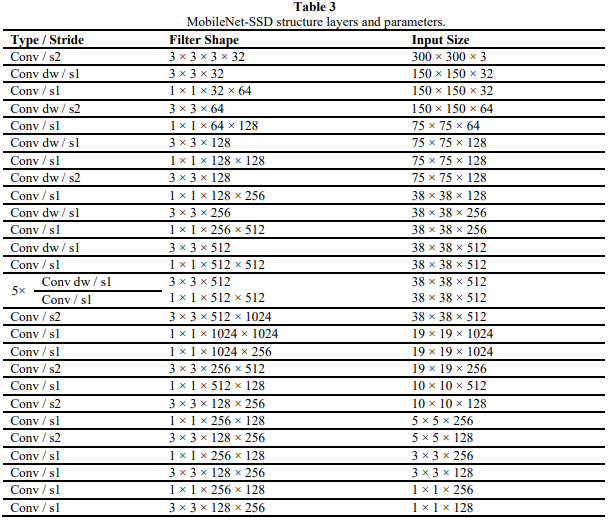 Table 3
MobileNet-SSD structure layers and parameters.
Type / Stride Filter Shape Input Size
Conv / s2 3 × 3 × 3 × 32 300 × 300 × 3
Conv dw / s1 3 × 3 × 32 150 × 150 × 32
Conv / s1 1 × 1 × 32 × 64 150 × 150 × 32
Conv dw / s2 3 × 3 × 64 150 × 150 × 64
Conv / s1 1 × 1 × 64 × 128 75 × 75 × 64
Conv dw / s1 3 × 3 × 128 75 × 75 × 128
Conv / s1 1 × 1 × 128 × 128 75 × 75 × 128
Conv dw / s2 3 × 3 × 128 75 × 75 × 128
Conv / s1 1 × 1 × 128 × 256 38 × 38 × 128
Conv dw / s1 3 × 3 × 256 38 × 38 × 256
Conv / s1 1 × 1 × 256 × 512 38 × 38 × 256
Conv dw / s1 3 × 3 × 512 38 × 38 × 512
Conv / s1 1 × 1 × 512 × 512 38 × 38 × 512
5× Conv dw / s1 3 × 3 × 512 38 × 38 × 512
Conv / s1 1 × 1 × 512 × 512 38 × 38 × 512
Conv / s2 3 × 3 × 512 × 1024 38 × 38 × 512
Conv / s1 1 × 1 × 1024 × 1024 19 × 19 × 1024
Conv / s1 1 × 1 × 1024 × 256 19 × 19 × 1024
Conv / s2 3 × 3 × 256 × 512 19 × 19 × 256
Conv / s1 1 × 1 × 512 × 128 10 × 10 × 512
Conv / s2 3 × 3 × 128 × 256 10 × 10 × 128
Conv / s1 1 × 1 × 256 × 128 5 × 5 × 256
Conv / s2 3 × 3 × 128 × 256 5 × 5 × 128
Conv / s1 1 × 1 × 256 × 128 3 × 3 × 256
Conv / s1 3 × 3 × 128 × 256 3 × 3 × 128
Conv / s1 1 × 1 × 256 × 128 1 × 1 × 256
Conv / s1 3 × 3 × 128 × 256 1 × 1 × 128